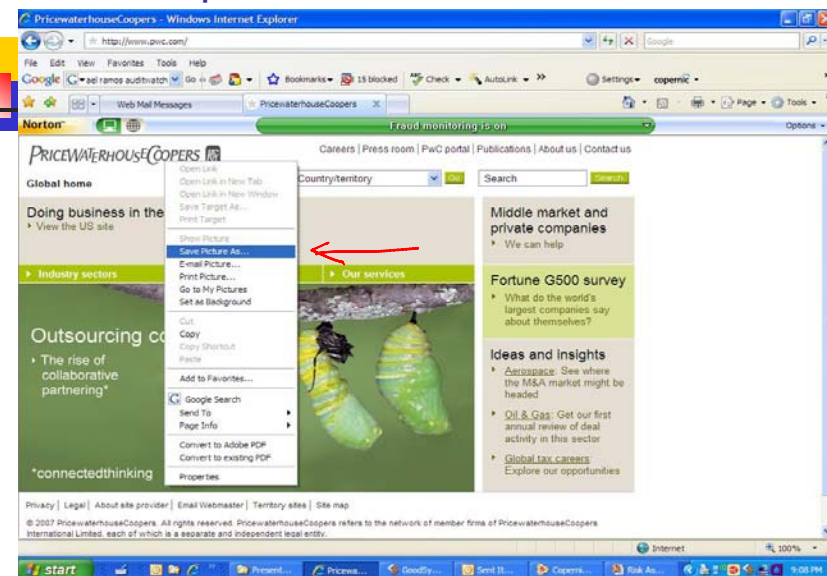 PricewaterhouseCoopers - Windows Internet Explorer
http://www.pwc.com/
Google
File Edit View Favorites Tools Help
Google G ael ramos auditwatch Go Bookmarks 15 blocked Check AutoLink Settings copernic
Web Mail Messages PricewaterhouseCoopers X Page Tools
Norton Fraud monitoring is on Options
PRICEWATERHOUSECOOPERS
Careers | Press room | PwC portal | Publications | About us | Contact us
Global home
Country/territory Go Search Search
Doing business in the
View the US site
Industry sectors
Our services
Outsourcing co
The rise of
collaborative
partnering*
*connectedthinking
Open Link
Open Link in New Tab
Open Link in New Window
Save Target As...
Print Target
Show Picture
Save Picture As...
E-mail Picture...
Print Picture...
Go to My Pictures
Set as Background
Cut
Copy
Copy Shortcut
Paste
Add to Favorites...
G Google Search
Send To
Page Info
Convert to Adobe PDF
Convert to existing PDF
Properties
Middle market and
private companies
We can help
Fortune G500 survey
What do the world's
largest companies say
about themselves?
Ideas and insights
Aerospace: See where
the M&A market might be
headed
Oil & Gas: Get our first
annual review of deal
activity in this sector
Global tax careers:
Explore our opportunities
Privacy | Legal | About site provider | Email Webmaster | Territory sites | Site map
© 2007 PricewaterhouseCoopers. All rights reserved. PricewaterhouseCoopers refers to the network of member firms of PricewaterhouseCoopers
International Limited, each of which is a separate and independent legal entity.
Internet 100%
start Present... Pricewa... GoodSy... Sent It... Copern... Risk As... 9:08 PM